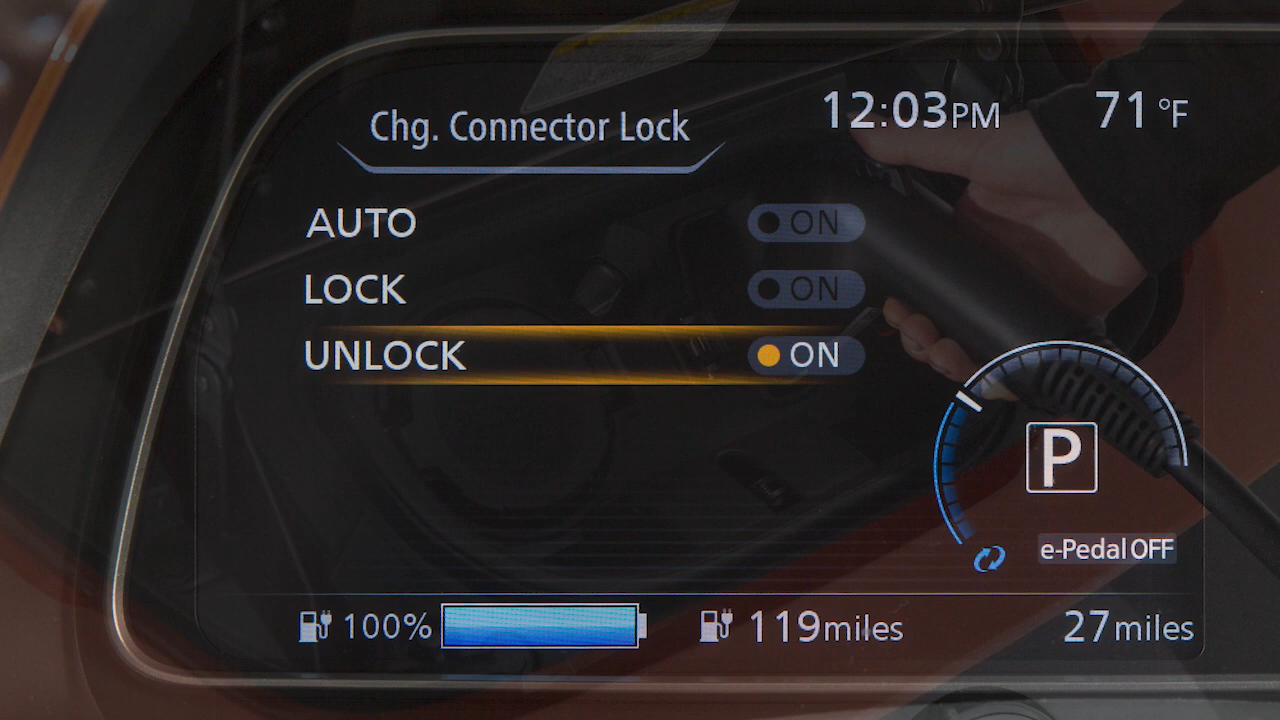 Chg. Connector Lock
12:03PM
71°F
AUTO ON
LOCK ON
UNLOCK ON
P
e-Pedal OFF
100%
119miles
27miles